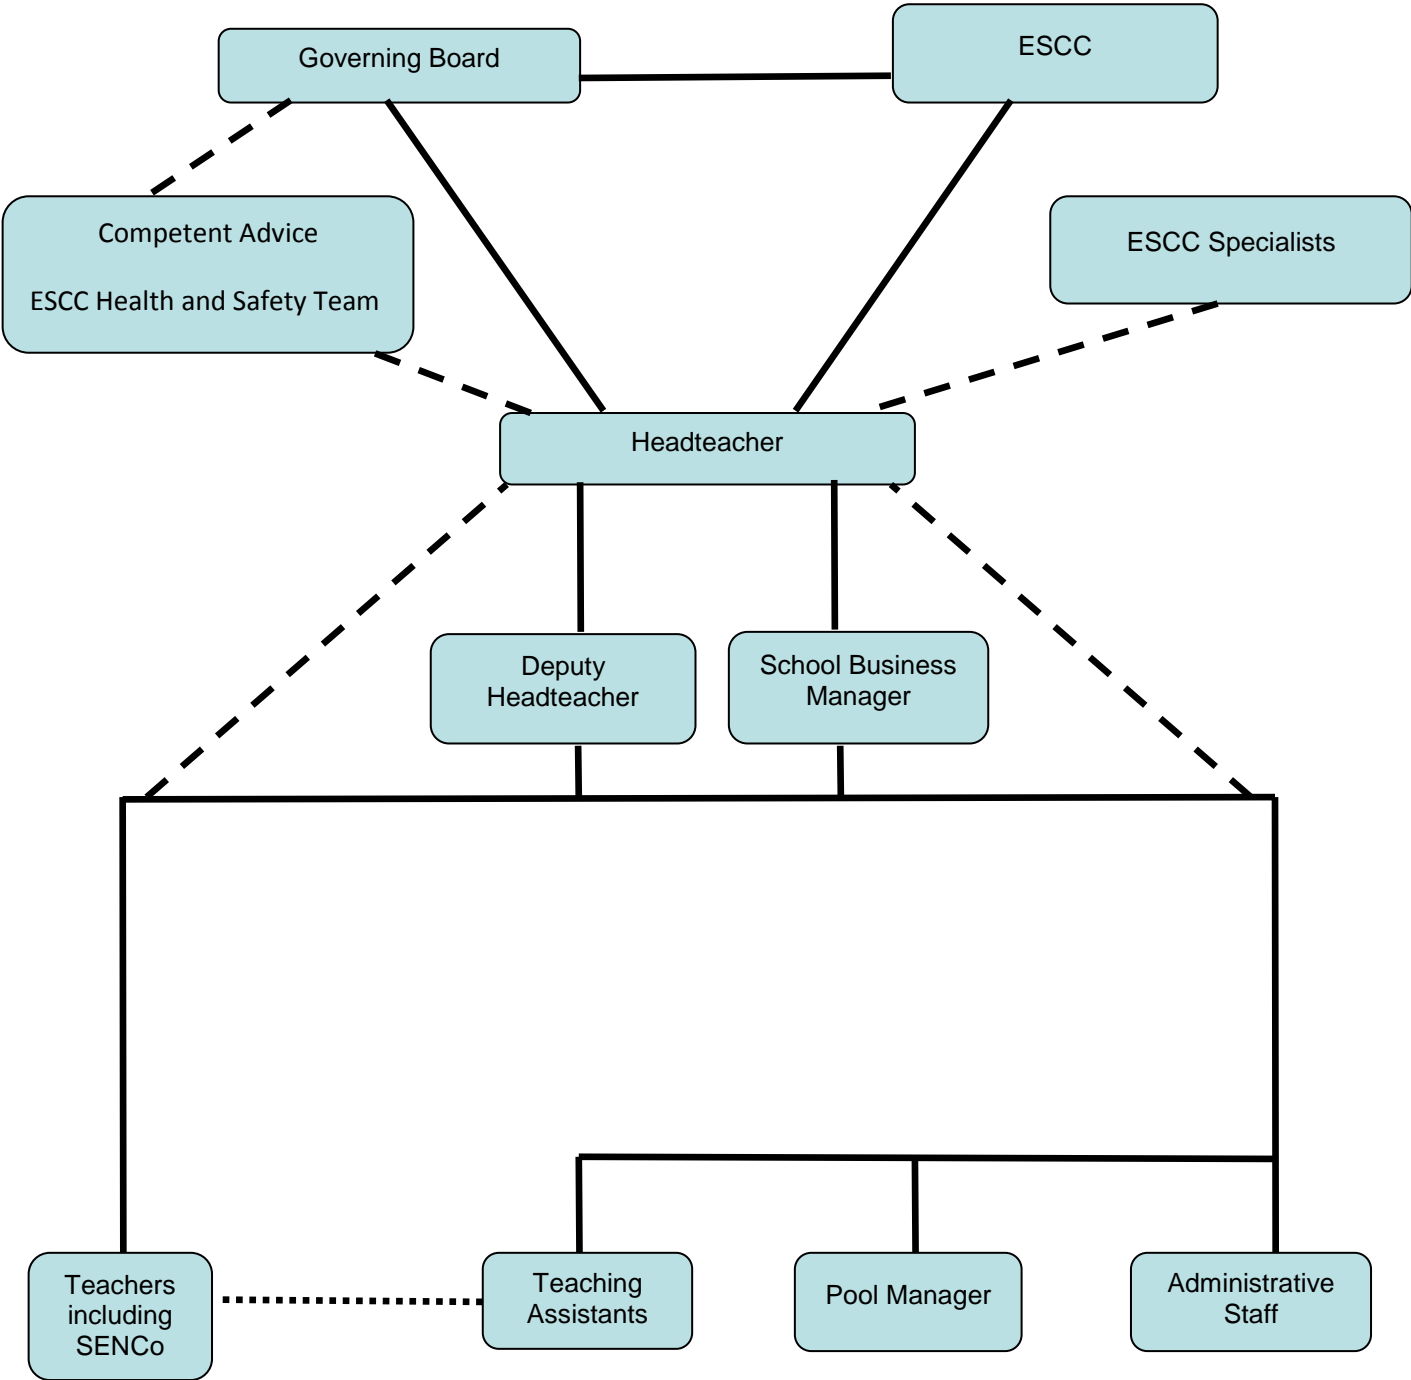 Governing Board
ESCC
Competent Advice
ESCC Health and Safety Team
ESCC Specialists
Headteacher
Deputy
Headteacher
School Business
Manager
Teachers
including
SENCo
Teaching
Assistants
Pool Manager
Administrative
Staff